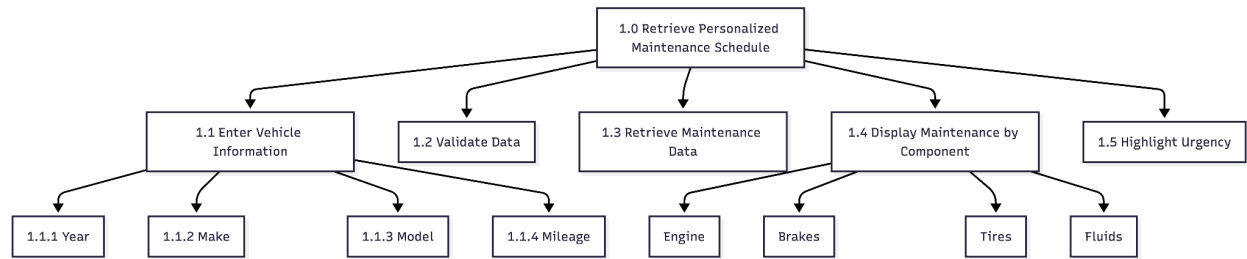 1.0 Retrieve Personalized
Maintenance Schedule
1.1 Enter Vehicle
Information
1.2 Validate Data
1.3 Retrieve Maintenance
Data
1.4 Display Maintenance by
Component
1.5 Highlight Urgency
1.1.1 Year
1.1.2 Make
1.1.3 Model
1.1.4 Mileage
Engine
Brakes
Tires
Fluids